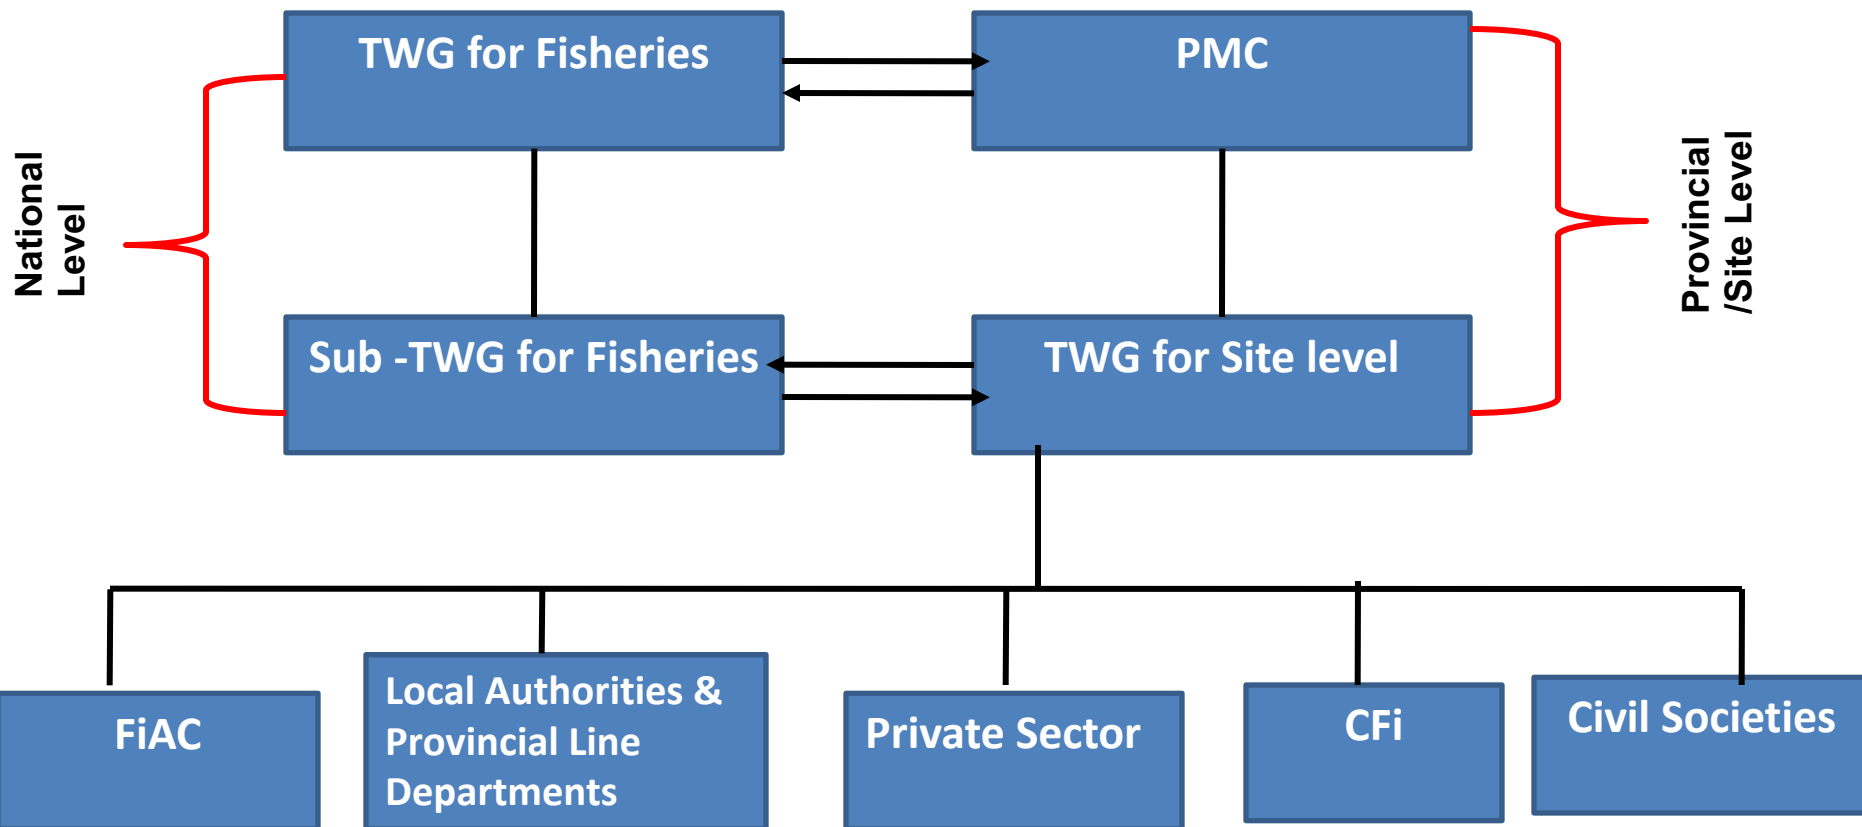 TWG for Fisheries
PMC
National
Level
Provincial
/Site Level
Sub -TWG for Fisheries
TWG for Site level
FiAC
Local Authorities &
Provincial Line
Departments
Private Sector
CFi
Civil Societies